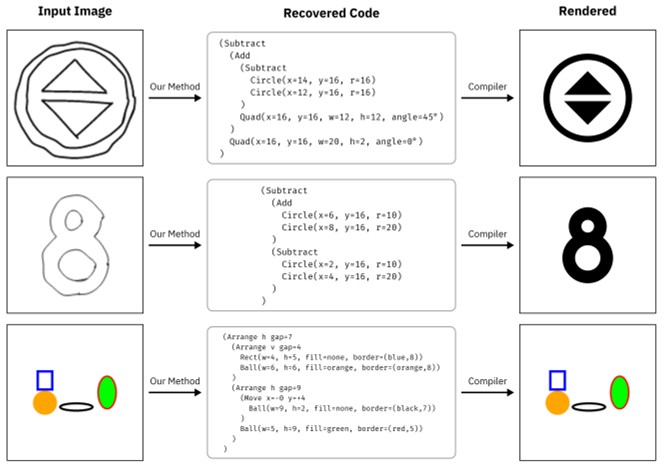 Input Image
Recovered Code
Rendered
Our Method
(Subtract
(Add
(Subtract
Circle(x=14, y=16, r=16)
Circle(x=12, y=16, r=16)
)
Quad(x=16, y=16, w=12, h=12, angle=45°)
)
Quad(x=16, y=16, w=20, h=2, angle=0°)
)
Compiler
Our Method
(Subtract
(Add
Circle(x=6, y=16, r=10)
Circle(x=8, y=16, r=20)
)
(Subtract
Circle(x=2, y=16, r=10)
Circle(x=4, y=16, r=20)
)
)
Compiler
Our Method
(Arrange h gap=7
(Arrange v gap=4
Rect(w=4, h=5, fill=none, border=(blue,8))
Ball(w=6, h=6, fill=orange, border=(orange,8))
)
(Arrange h gap=9
(Move x=-0 y=+4
Ball(w=9, h=2, fill=none, border=(black,7))
)
Ball(w=5, h=9, fill=green, border=(red,5))
)
)
Compiler